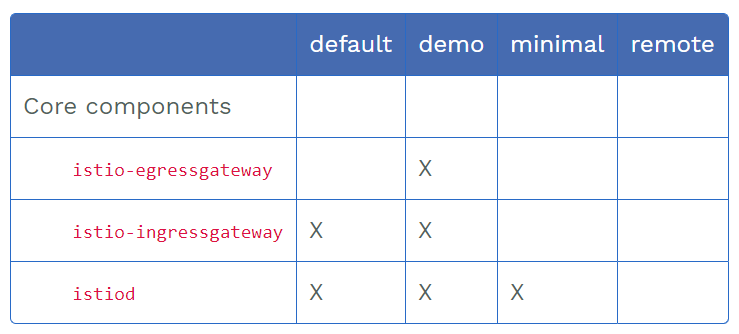 default demo minimal remote
Core components
istio-egressgateway X
istio-ingressgateway X X
istiod X X X